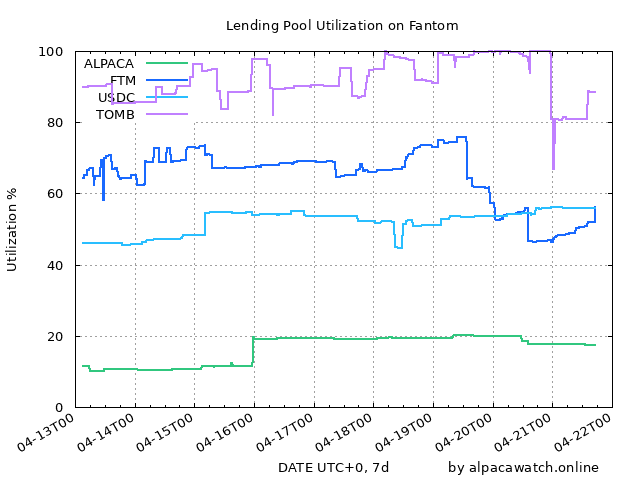 Lending Pool Utilization on Fantom
100
80
60
40
20
0
Utilization %
ALPACA
FTM
USDC
TOMB
04-13T00
04-14T00
04-15T00
04-16T00
04-17T00
04-18T00
04-19T00
04-20T00
04-21T00
04-22T00
DATE UTC+0, 7d
by alpacawatch.online